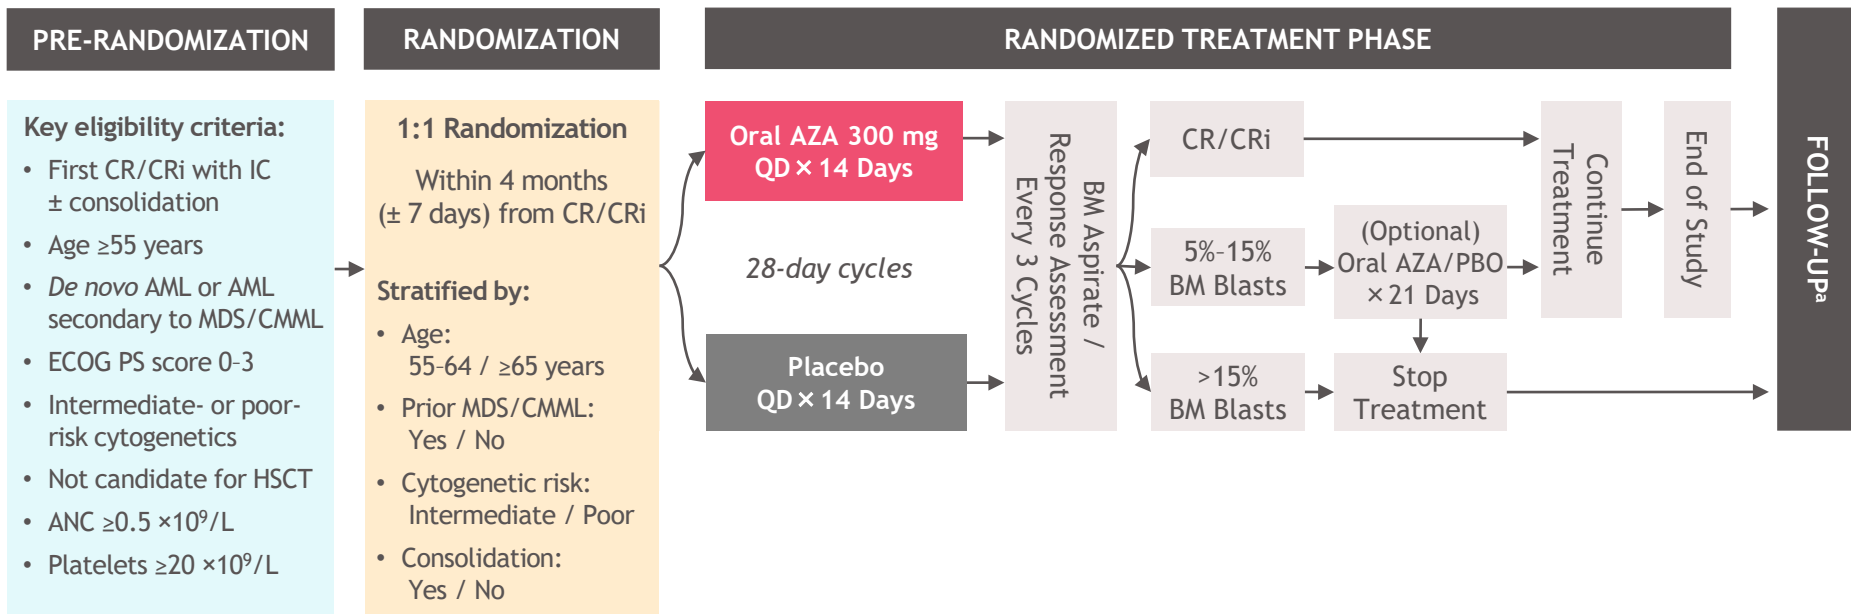 PRE-RANDOMIZATION
Key eligibility criteria:
• First CR/CRi with IC
± consolidation
• Age ≥55 years
• De novo AML or AML
secondary to MDS/CMML
• ECOG PS score 0–3
• Intermediate- or poor-
risk cytogenetics
• Not candidate for HSCT
• ANC ≥0.5 ×10⁹/L
• Platelets ≥20 ×10⁹/L
RANDOMIZATION
1:1 Randomization
Within 4 months
(± 7 days) from CR/CRi
Stratified by:
• Age:
55–64 / ≥65 years
• Prior MDS/CMML:
Yes / No
• Cytogenetic risk:
Intermediate / Poor
• Consolidation:
Yes / No
RANDOMIZED TREATMENT PHASE
Oral AZA 300 mg
QD × 14 Days
28-day cycles
Placebo
QD × 14 Days
BM Aspirate /
Response Assessment
Every 3 Cycles
CR/CRi
5%–15%
BM Blasts
>15%
BM Blasts
(Optional)
Oral AZA/PBO
× 21 Days
Stop
Treatment
Continue
Treatment
End of Study
FOLLOW-UPᵃ